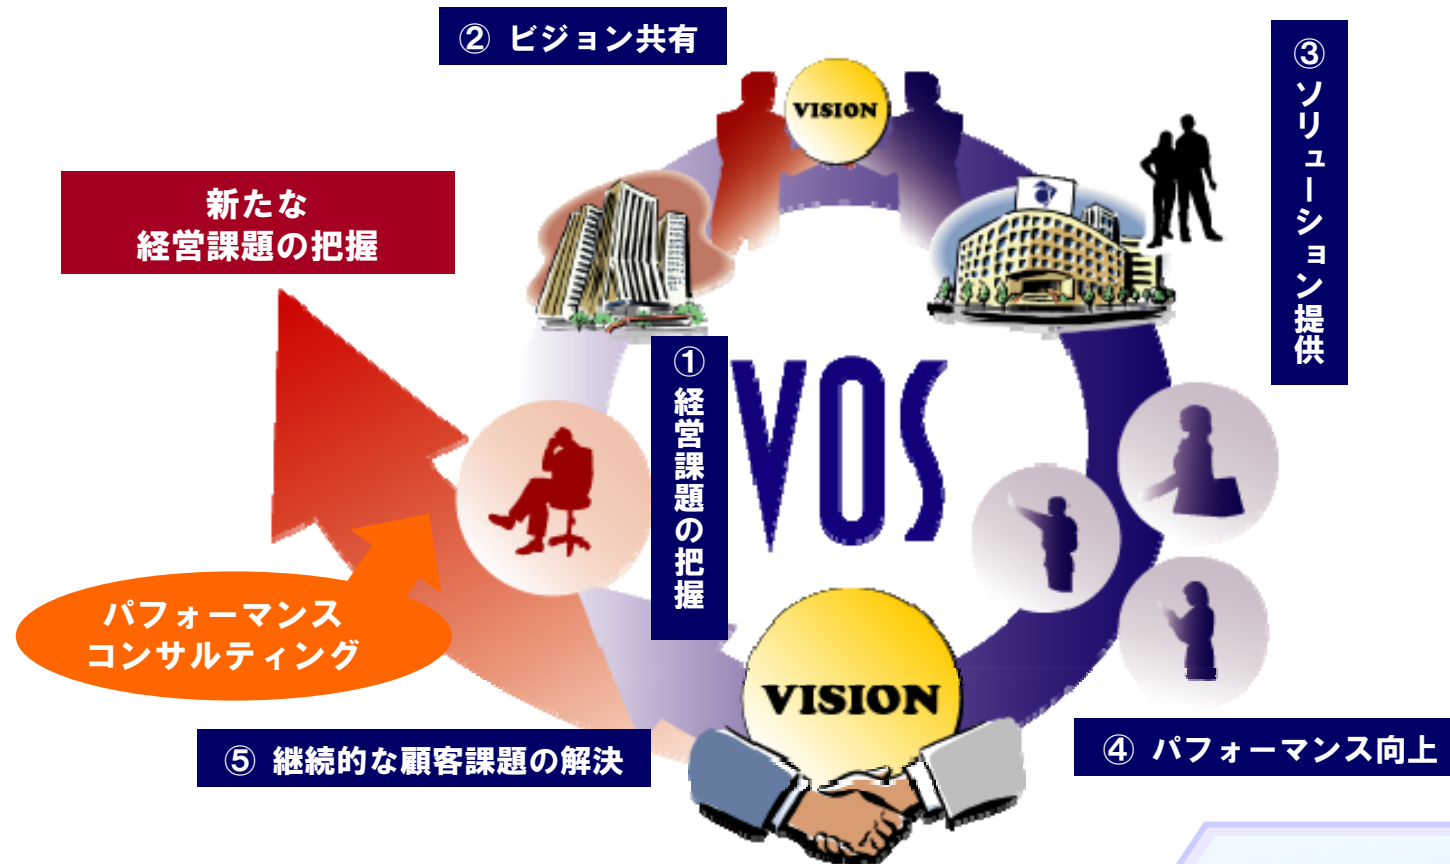 ② ビジョン共有
③ ソリューション提供
VISION
新たな
経営課題の把握
① 経営課題の把握
VOS
パフォーマンス
コンサルティング
VISION
⑤ 継続的な顧客課題の解決
④ パフォーマンス向上